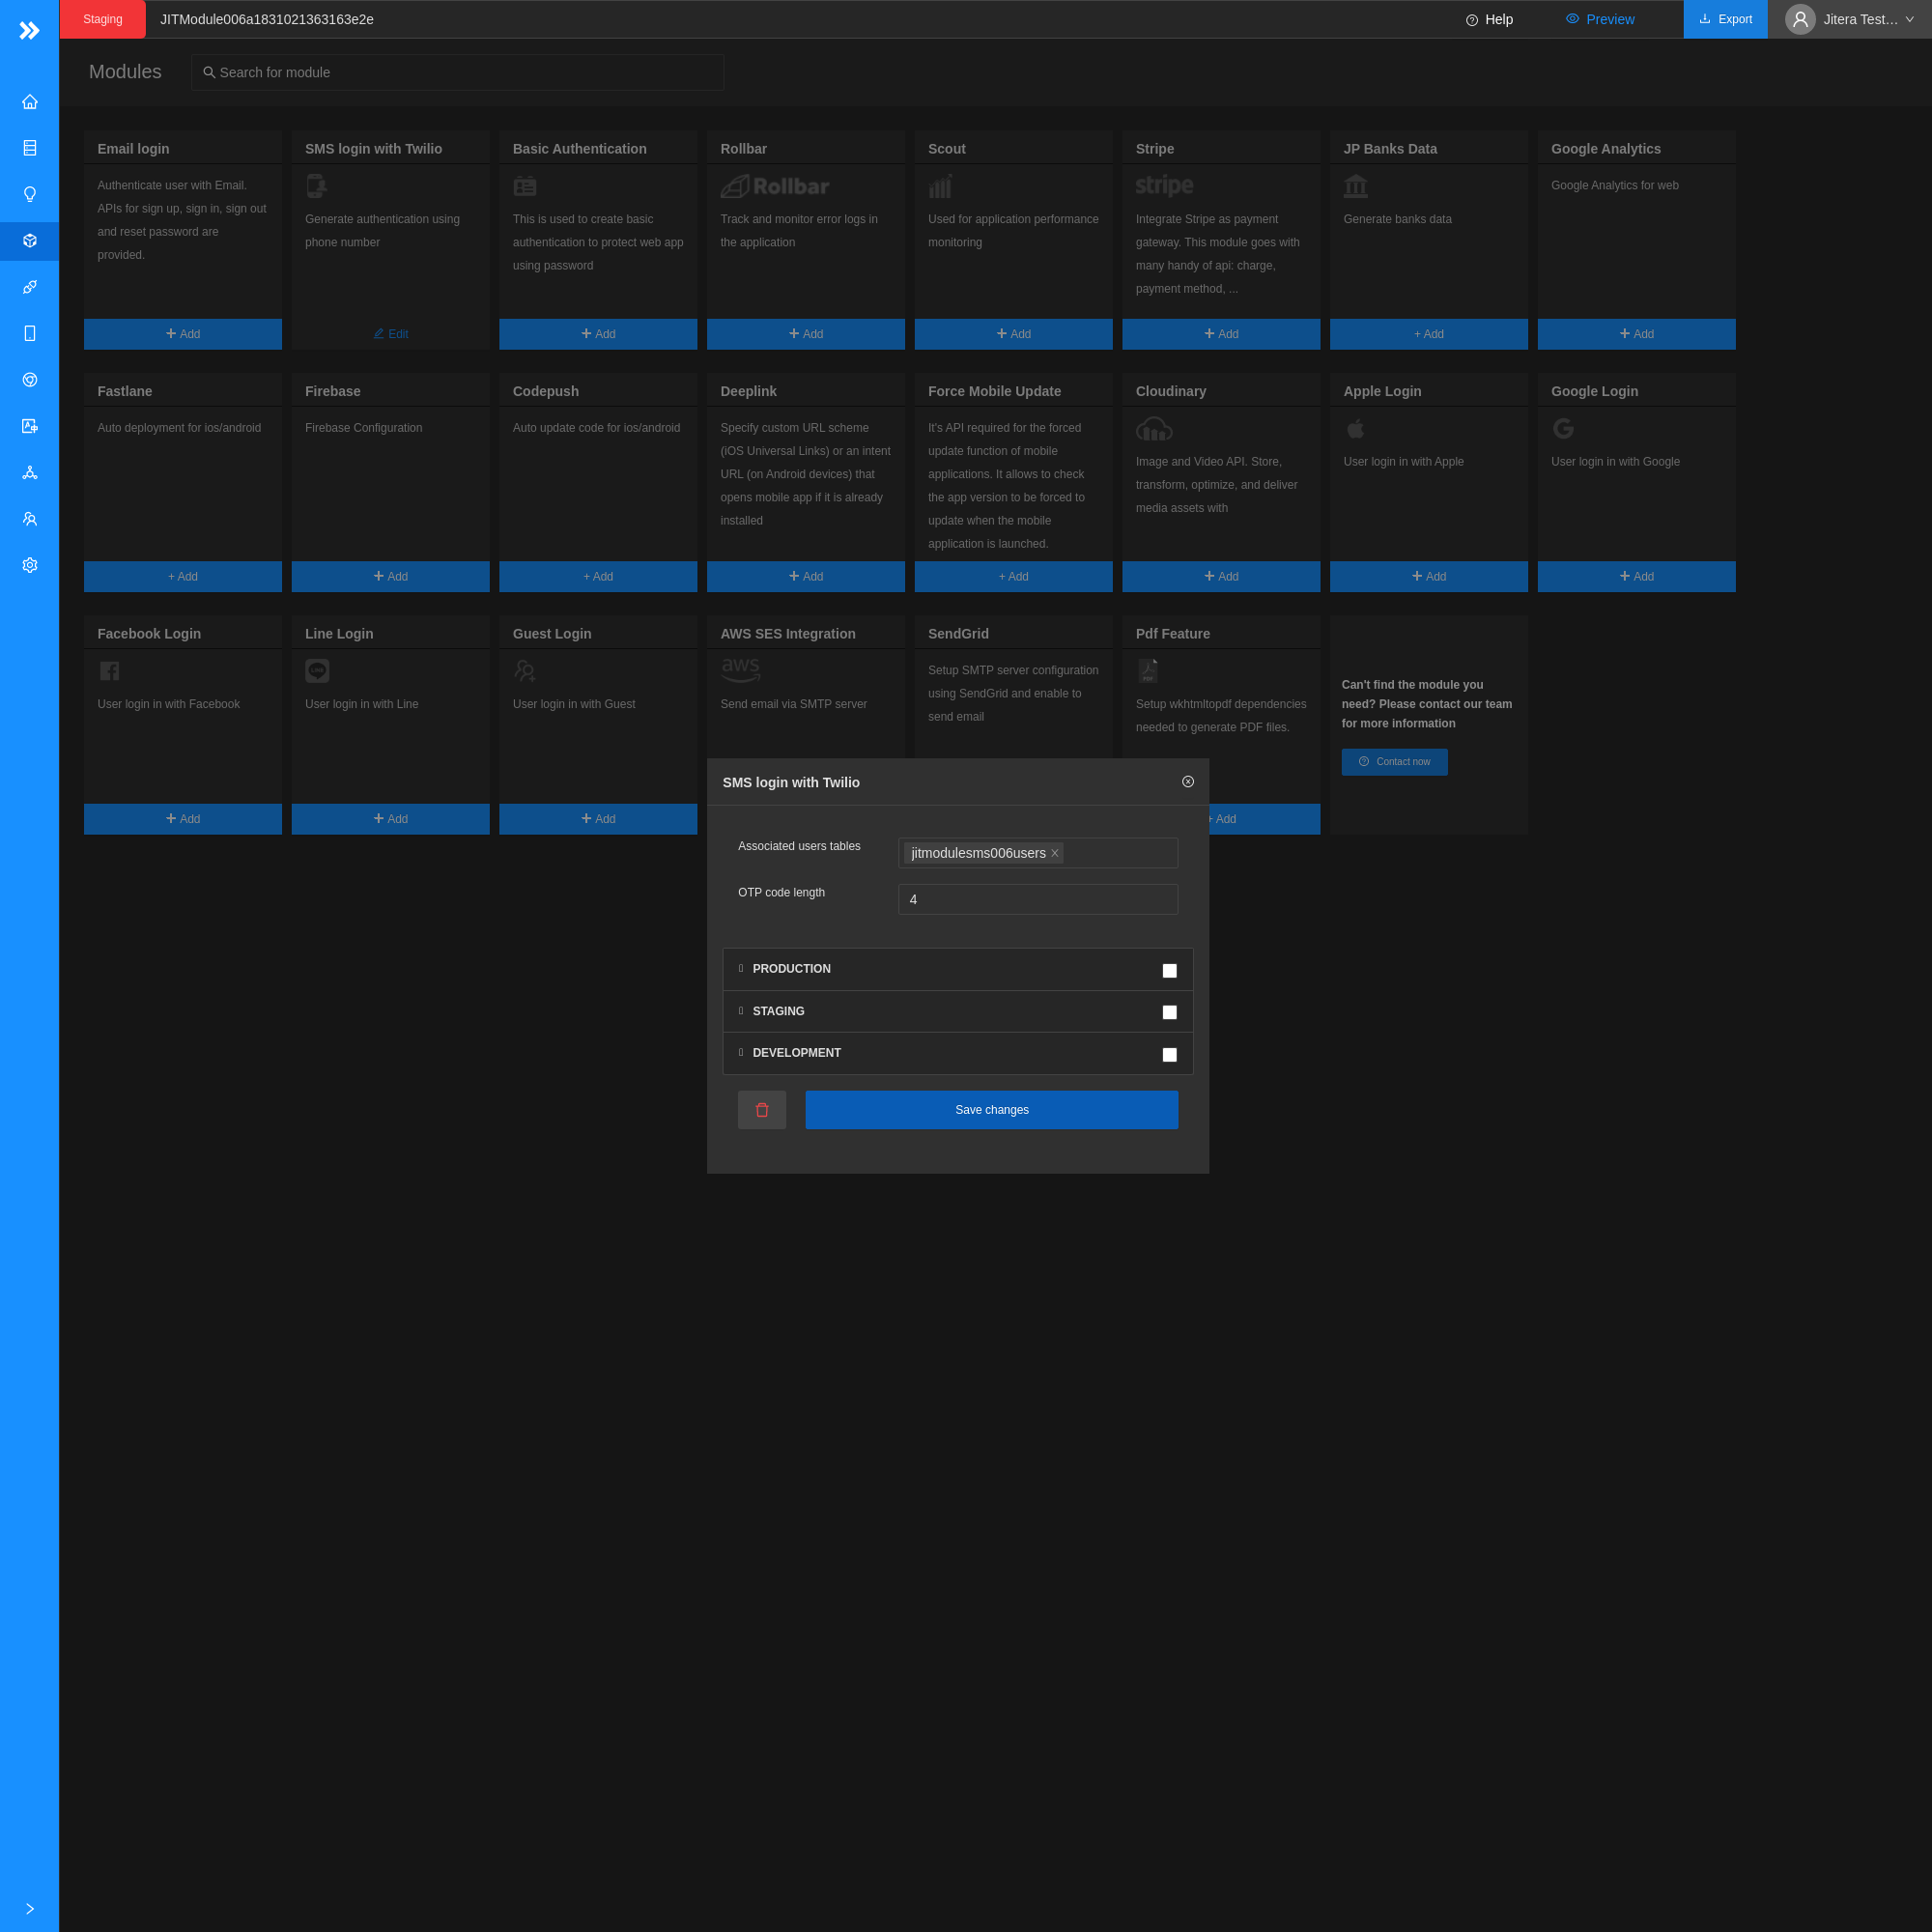 Staging
JITModule006a1831021363163e2e
Help
Preview
Export
Jitera Test…
Modules
Search for module
Email login
Authenticate user with Email.
APIs for sign up, sign in, sign out
and reset password are
provided.
+ Add
SMS login with Twilio
Generate authentication using
phone number
Edit
Basic Authentication
This is used to create basic
authentication to protect web app
using password
+ Add
Rollbar
Rollbar
Track and monitor error logs in
the application
+ Add
Scout
Used for application performance
monitoring
+ Add
Stripe
stripe
Integrate Stripe as payment
gateway. This module goes with
many handy of api: charge,
payment method, ...
+ Add
JP Banks Data
Generate banks data
+ Add
Google Analytics
Google Analytics for web
+ Add
Fastlane
Auto deployment for ios/android
+ Add
Firebase
Firebase Configuration
+ Add
Codepush
Auto update code for ios/android
+ Add
Deeplink
Specify custom URL scheme
(iOS Universal Links) or an intent
URL (on Android devices) that
opens mobile app if it is already
installed
+ Add
Force Mobile Update
It's API required for the forced
update function of mobile
applications. It allows to check
the app version to be forced to
update when the mobile
application is launched.
+ Add
Cloudinary
Image and Video API. Store,
transform, optimize, and deliver
media assets with
+ Add
Apple Login
User login in with Apple
+ Add
Google Login
User login in with Google
+ Add
Facebook Login
User login in with Facebook
+ Add
Line Login
LINE
User login in with Line
+ Add
Guest Login
User login in with Guest
+ Add
AWS SES Integration
aws
Send email via SMTP server
SendGrid
Setup SMTP server configuration
using SendGrid and enable to
send email
Pdf Feature
PDF
Setup wkhtmltopdf dependencies
needed to generate PDF files.
+ Add
Can't find the module you
need? Please contact our team
for more information
Contact now
SMS login with Twilio
Associated users tables
jitmodulesms006users
OTP code length
4
PRODUCTION
STAGING
DEVELOPMENT
Save changes